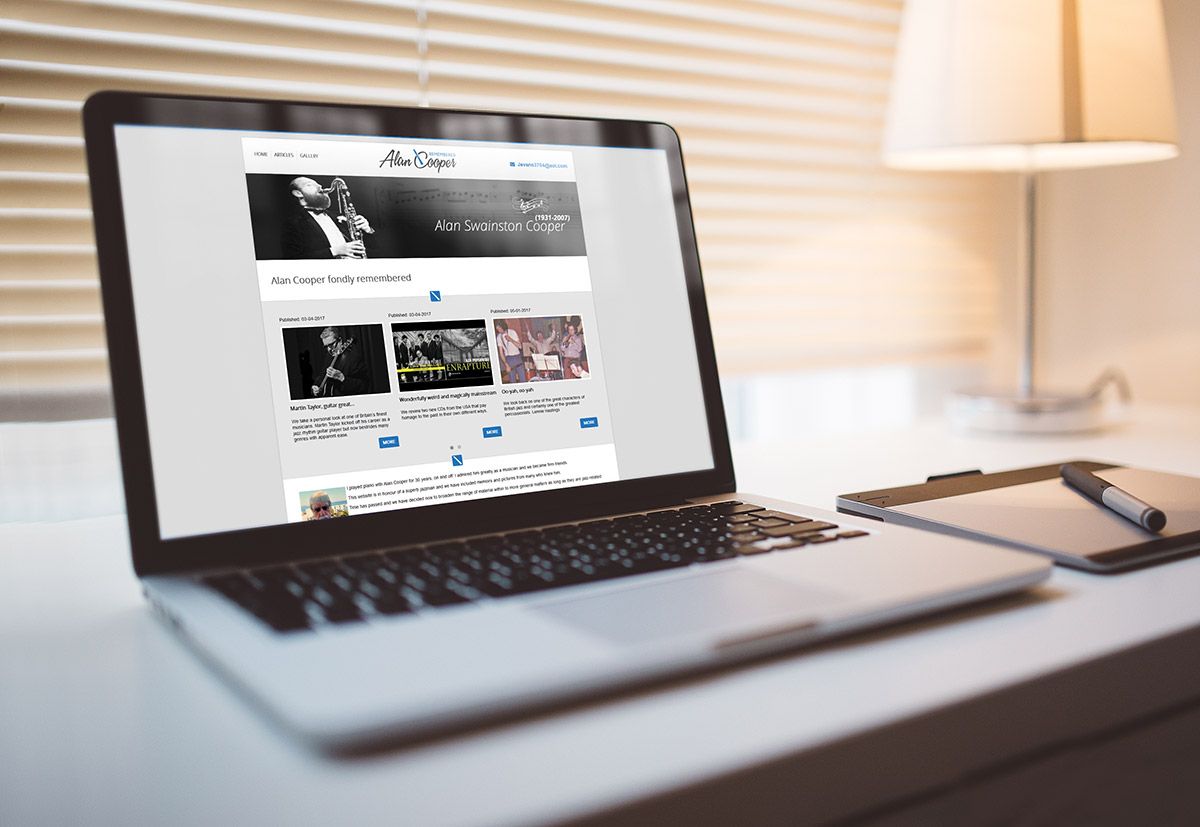 HOME ARTICLES GALLERY
Alan Cooper
REMEMBERED
Jevans3704@aol.com
(1931-2007)
Alan Swainston Cooper
Alan Cooper fondly remembered
Published: 03-04-2017
Published: 03-04-2017
Published: 05-01-2017
ENRAPTURE
Martin Taylor, guitar great...
We take a personal look at one of Britain's finest
musicians. Martin Taylor kicked off his career as a
jazz rhythm guitar player but now bestrides many
genres with apparent ease.
MORE
Wonderfully weird and magically mainstream
We review two new CDs from the USA that pay
homage to the past in their own different ways.
MORE
Oo-yah, oo-yah
We look back on one of the great characters of
British jazz and certainly one of the greatest
percussionists, Lennie Hastings
MORE
I played piano with Alan Cooper for 30 years, on and off! I admired him greatly as a musician and we became firm friends.
This website is in honour of a superb jazzman and we have included memoirs and pictures from many who knew him.
Time has passed and we have decided now to broaden the range of material within to more general matters as long as they are jazz-related.